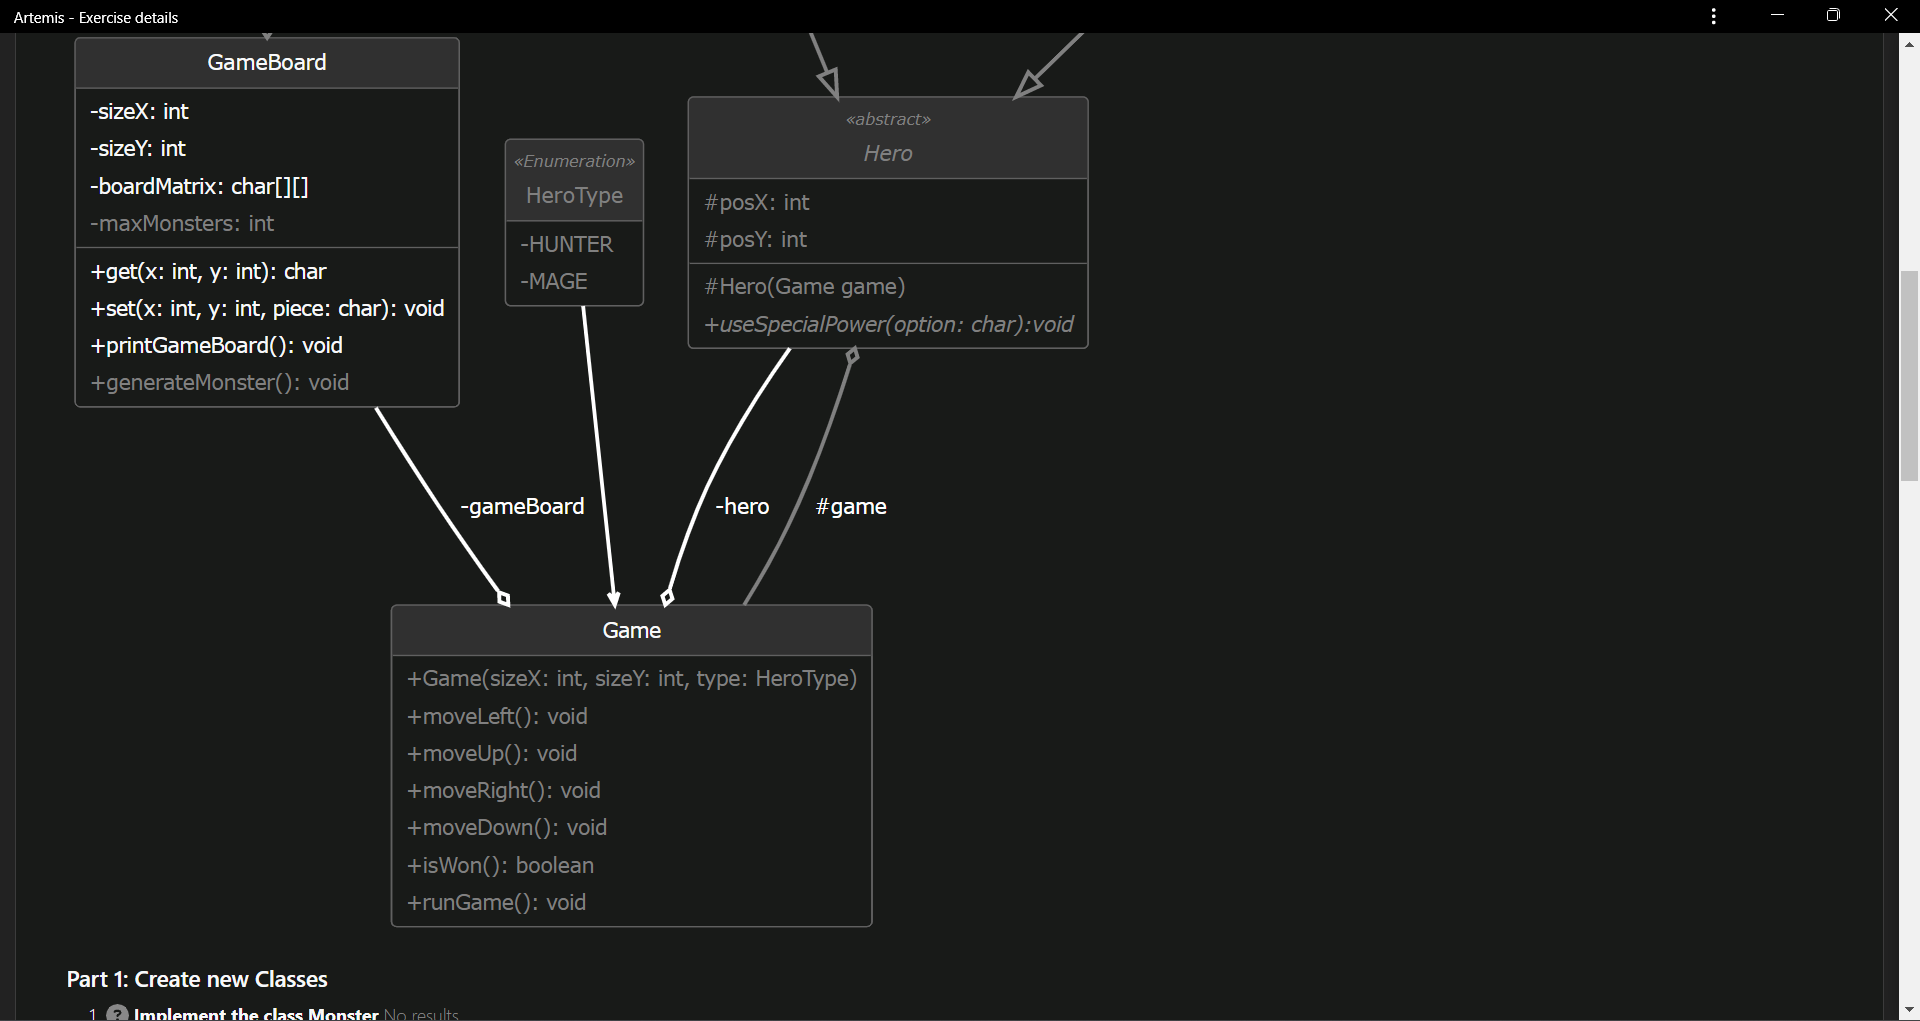 Artemis - Exercise details
GameBoard
-sizeX: int
-sizeY: int
-boardMatrix: char[][]
-maxMonsters: int
+get(x: int, y: int): char
+set(x: int, y: int, piece: char): void
+printGameBoard(): void
+generateMonster(): void
«Enumeration»
HeroType
-HUNTER
-MAGE
«abstract»
Hero
#posX: int
#posY: int
#Hero(Game game)
+useSpecialPower(option: char):void
-gameBoard
-hero
#game
Game
+Game(sizeX: int, sizeY: int, type: HeroType)
+moveLeft(): void
+moveUp(): void
+moveRight(): void
+moveDown(): void
+isWon(): boolean
+runGame(): void
Part 1: Create new Classes
1 ? Implement the class Monster No results